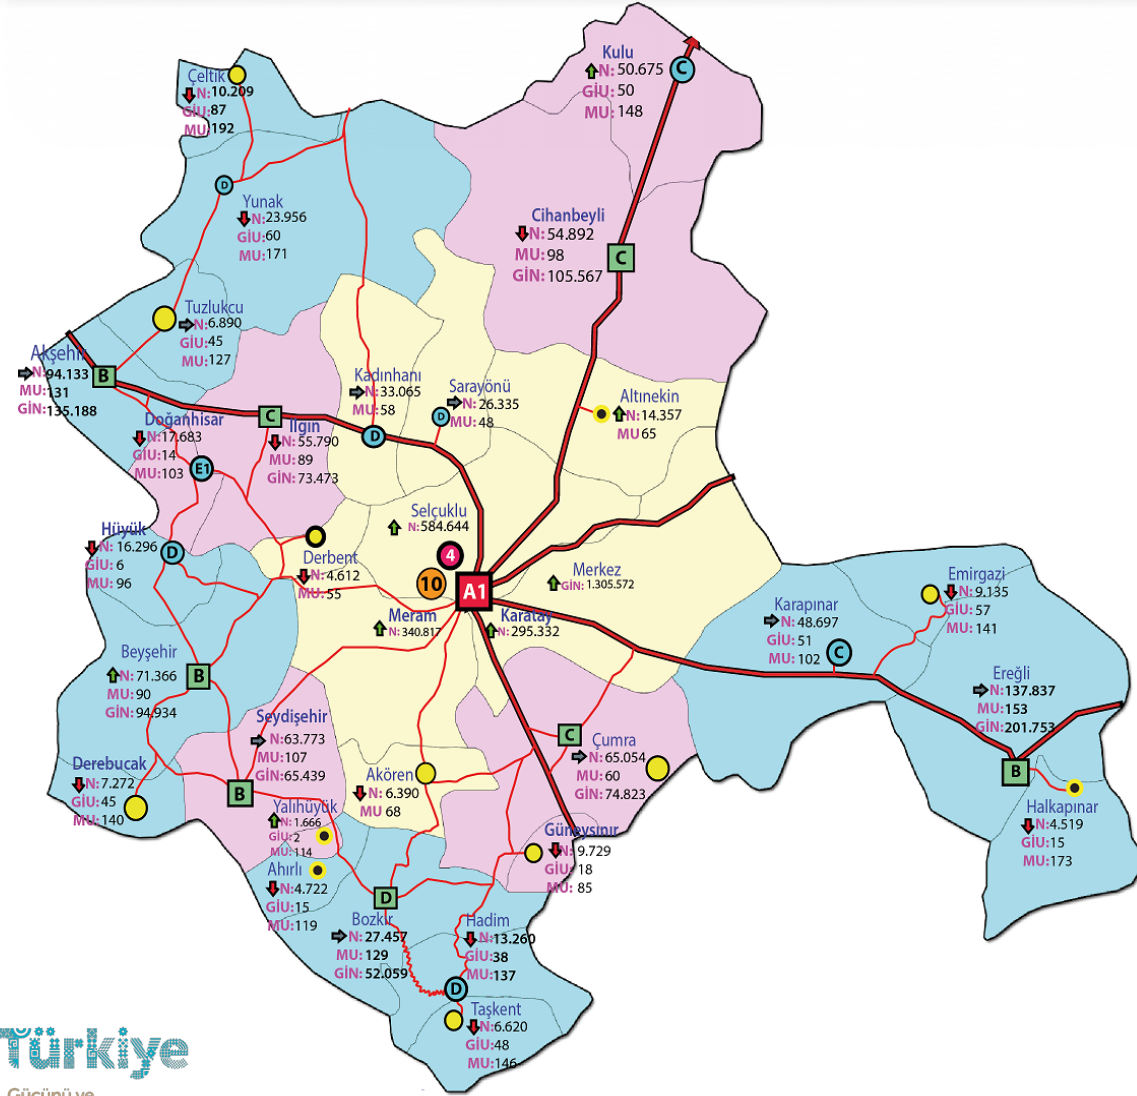 Çeltik
N:10.209
GİU:87
MU:192
Kulu
N: 50.675
GİU: 50
MU: 148
C
D
Yunak
N:23.956
GİU:60
MU:171
Cihanbeyli
N:54.892
MU:98
GİN:105.567
C
Tuzlukcu
N:6.890
GİU:45
MU:127
Akşehir
N:94.133
MU:131
GİN:135.188
B
Kadınhanı
N:33.065
MU:58
D
Sarayönü
N:26.335
MU:48
D
Altınekin
N:14.357
MU 65
C
Ilgın
N:55.790
MU:89
GİN:73.473
Doğanhisar
N:17.683
GİU:14
MU:103
E1
Selçuklu
N:584.644
4
10
A1
Merkez
GİN:1.305.572
Hüyük
N: 16.296
GİU: 6
MU: 96
D
Derbent
N:4.612
MU:55
Meram
N:340.817
Karatay
N:295.332
Emirgazi
N:9.135
GİU:57
MU:141
Karapınar
N:48.697
GİU:51
MU:102
C
Beyşehir
N:71.366
MU:90
GİN:94.934
B
Ereğli
N:137.837
MU:153
GİN:201.753
B
Seydişehir
N:63.773
MU:107
GİN:65.439
B
C
Çumra
N:65.054
MU:60
GİN:74.823
Derebucak
N:7.272
GİU:45
MU:140
Akören
N:6.390
MU 68
Yalıhüyük
N:1.666
GİU:2
MU:114
Halkapınar
N:4.519
GİU:15
MU:173
Güneysınır
N:9.729
GİU:18
MU: 85
Ahırlı
N:4.722
GİU:15
MU:119
D
Bozkır
N:27.457
MU:129
GİN:52.059
Hadim
N:13.260
GİU:38
MU:137
D
Taşkent
N:6.620
GİU:48
MU:146
Türkiye
Gücünü ve